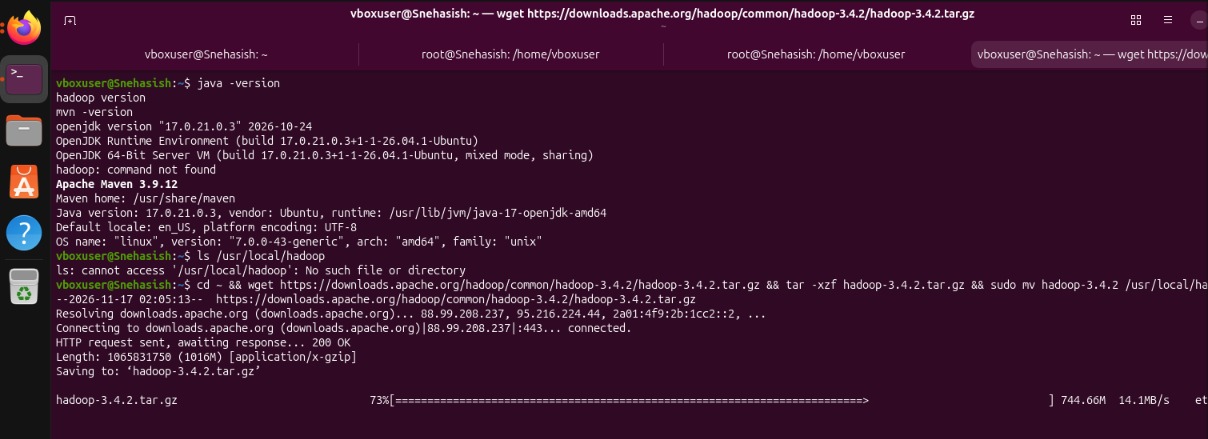 vboxuser@Snehasish: ~ — wget https://downloads.apache.org/hadoop/common/hadoop-3.4.2/hadoop-3.4.2.tar.gz
~
vboxuser@Snehasish: ~
root@Snehasish: /home/vboxuser
root@Snehasish: /home/vboxuser
vboxuser@Snehasish: ~ — wget https://dow
vboxuser@Snehasish:~$ java -version
hadoop version
mvn -version
openjdk version "17.0.21.0.3" 2026-10-24
OpenJDK Runtime Environment (build 17.0.21.0.3+1-1-26.04.1-Ubuntu)
OpenJDK 64-Bit Server VM (build 17.0.21.0.3+1-1-26.04.1-Ubuntu, mixed mode, sharing)
hadoop: command not found
Apache Maven 3.9.12
Maven home: /usr/share/maven
Java version: 17.0.21.0.3, vendor: Ubuntu, runtime: /usr/lib/jvm/java-17-openjdk-amd64
Default locale: en_US, platform encoding: UTF-8
OS name: "linux", version: "7.0.0-43-generic", arch: "amd64", family: "unix"
vboxuser@Snehasish:~$ ls /usr/local/hadoop
ls: cannot access '/usr/local/hadoop': No such file or directory
vboxuser@Snehasish:~$ cd ~ && wget https://downloads.apache.org/hadoop/common/hadoop-3.4.2/hadoop-3.4.2.tar.gz && tar -xzf hadoop-3.4.2.tar.gz && sudo mv hadoop-3.4.2 /usr/local/ha
--2026-11-17 02:05:13--  https://downloads.apache.org/hadoop/common/hadoop-3.4.2/hadoop-3.4.2.tar.gz
Resolving downloads.apache.org (downloads.apache.org)... 88.99.208.237, 95.216.224.44, 2a01:4f9:2b:1cc2::2, ...
Connecting to downloads.apache.org (downloads.apache.org)|88.99.208.237|:443... connected.
HTTP request sent, awaiting response... 200 OK
Length: 1065831750 (1016M) [application/x-gzip]
Saving to: ‘hadoop-3.4.2.tar.gz’
hadoop-3.4.2.tar.gz 73%[=========================================================================> ] 744.66M 14.1MB/s et